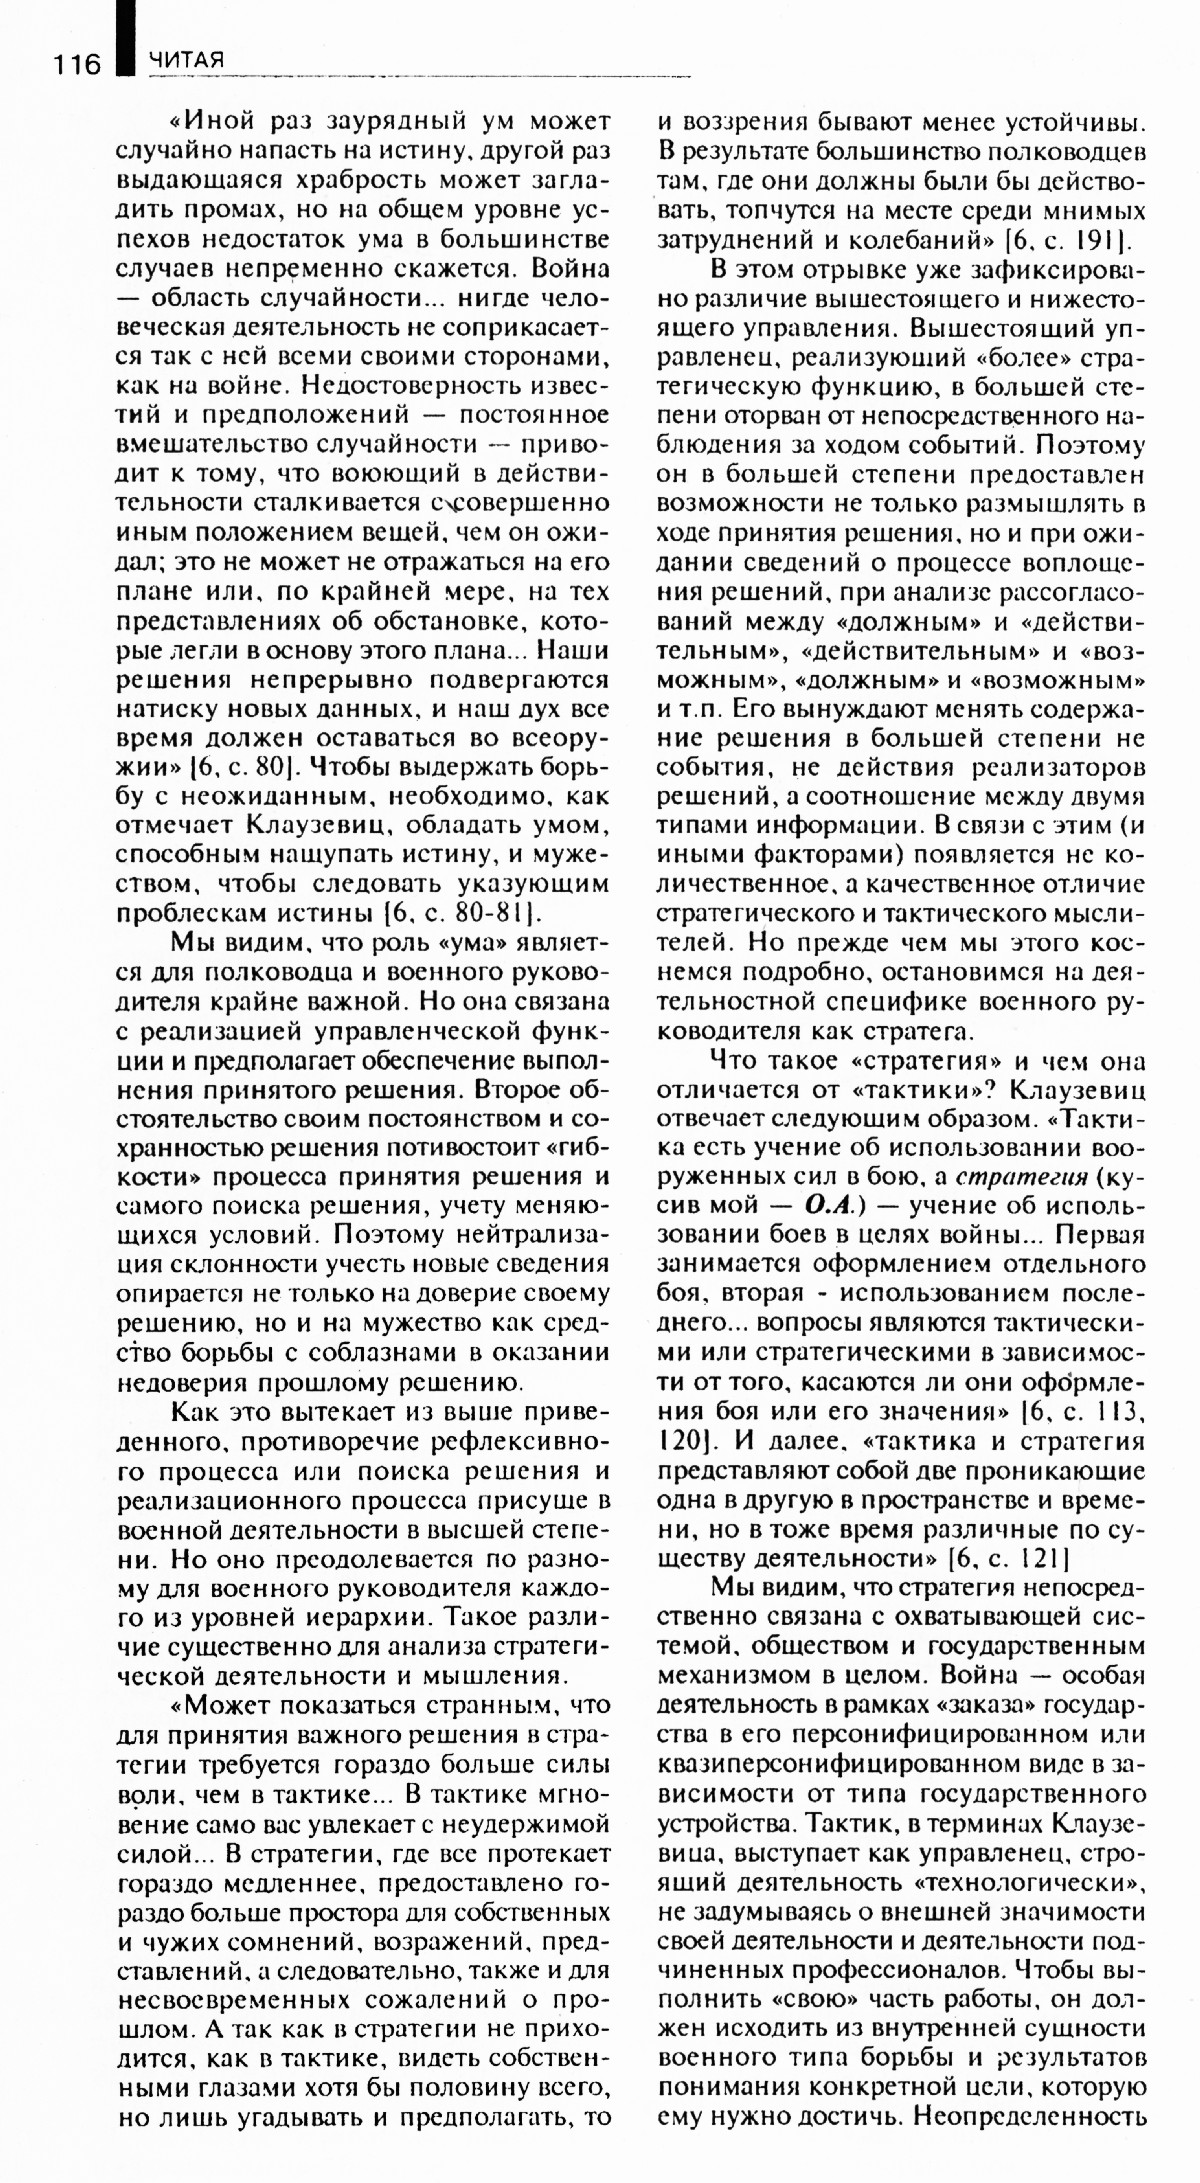 116
ЧИТАЯ
«Иной раз заурядный ум может
случайно напасть на истину, другой раз
выдающаяся храбрость может загла-
дить промах, но на общем уровне ус-
пехов недостаток ума в большинстве
случаев непременно скажется. Война
— область случайности... нигде чело-
веческая деятельность не соприкасает-
ся так с ней всеми своими сторонами,
как на войне. Недостоверность извес-
тий и предположений — постоянное
вмешательство случайности — приво-
дит к тому, что воюющий в действи-
тельности сталкивается с совершенно
иным положением вещей, чем он ожи-
дал; это не может не отражаться на его
плане или, по крайней мере, на тех
представлениях об обстановке, кото-
рые легли в основу этого плана... Наши
решения непрерывно подвергаются
натиску новых данных, и наш дух все
время должен оставаться во всеору-
жии» [6, с. 80]. Чтобы выдержать борь-
бу с неожиданным, необходимо, как
отмечает Клаузевиц, обладать умом,
способным нащупать истину, и муже-
ством, чтобы следовать указующим
проблескам истины [6, с. 80-81].
Мы видим, что роль «ума» являет-
ся для полководца и военного руково-
дителя крайне важной. Но она связана
с реализацией управленческой функ-
ции и предполагает обеспечение выпол-
нения принятого решения. Второе об-
стоятельство своим постоянством и со-
хранностью решения потивостоит «гиб-
кости» процесса принятия решения и
самого поиска решения, учету меняю-
щихся условий. Поэтому нейтрализа-
ция склонности учесть новые сведения
опирается не только на доверие своему
решению, но и на мужество как сред-
ство борьбы с соблазнами в оказании
недоверия прошлому решению.
Как это вытекает из выше приве-
денного, противоречие рефлексивно-
го процесса или поиска решения и
реализационного процесса присуще в
военной деятельности в высшей степе-
ни. Но оно преодолевается по разно-
му для военного руководителя каждо-
го из уровней иерархии. Такое разли-
чие существенно для анализа стратеги-
ческой деятельности и мышления.
«Может показаться странным, что
для принятия важного решения в стра-
тегии требуется гораздо больше силы
воли, чем в тактике... В тактике мгно-
вение само вас увлекает с неудержимой
силой... В стратегии, где все протекает
гораздо медленнее, предоставлено го-
раздо больше простора для собственных
и чужих сомнений, возражений, пред-
ставлений, а следовательно, также и для
несвоевременных сожалений о про-
шлом. А так как в стратегии не прихо-
дится, как в тактике, видеть собствен-
ными глазами хотя бы половину всего,
но лишь угадывать и предполагать, то
и воззрения бывают менее устойчивы.
В результате большинство полководцев
там, где они должны были бы действо-
вать, топчутся на месте среди мнимых
затруднений и колебаний» [6, с. 191].
В этом отрывке уже зафиксирова-
но различие вышестоящего и нижесто-
ящего управления. Вышестоящий уп-
равленец, реализующий «более» стра-
тегическую функцию, в большей сте-
пени оторван от непосредственного на-
блюдения за ходом событий. Поэтому
он в большей степени предоставлен
возможности не только размышлять в
ходе принятия решения, но и при ожи-
дании сведений о процессе воплоще-
ния решений, при анализе рассогласо-
ваний между «должным» и «действи-
тельным», «действительным» и «воз-
можным», «должным» и «возможным»
и т.п. Его вынуждают менять содержа-
ние решения в большей степени не
события, не действия реализаторов
решений, а соотношение между двумя
типами информации. В связи с этим (и
иными факторами) появляется не ко-
личественное, а качественное отличие
стратегического и тактического мысли-
телей. Но прежде чем мы этого кос-
немся подробно, остановимся на дея-
тельностной специфике военного ру-
ководителя как стратега.
Что такое «стратегия» и чем она
отличается от «тактики»? Клаузевиц
отвечает следующим образом. «Такти-
ка есть учение об использовании воо-
руженных сил в бою, а стратегия (ку-
сив мой — О.А.) — учение об исполь-
зовании боев в целях войны... Первая
занимается оформлением отдельного
боя, вторая - использованием после-
днего... вопросы являются тактически-
ми или стратегическими в зависимос-
ти от того, касаются ли они оформле-
ния боя или его значения» [6, с. 113,
120]. И далее, «тактика и стратегия
представляют собой две проникающие
одна в другую в пространстве и време-
ни, но в тоже время различные по су-
ществу деятельности» [6, с. 121]
Мы видим, что стратегия непосред-
ственно связана с охватывающей сис-
темой, обществом и государственным
механизмом в целом. Война — особая
деятельность в рамках «заказа» государ-
ства в его персонифицированном или
квазиперсонифицированном виде в за-
висимости от типа государственного
устройства. Тактик, в терминах Клаузе-
вица, выступает как управленец, стро-
ящий деятельность «технологически»,
не задумываясь о внешней значимости
своей деятельности и деятельности под-
чиненных профессионалов. Чтобы вы-
полнить «свою» часть работы, он дол-
жен исходить из внутренней сущности
военного типа борьбы и результатов
понимания конкретной цели, которую
ему нужно достичь. Неопределенность